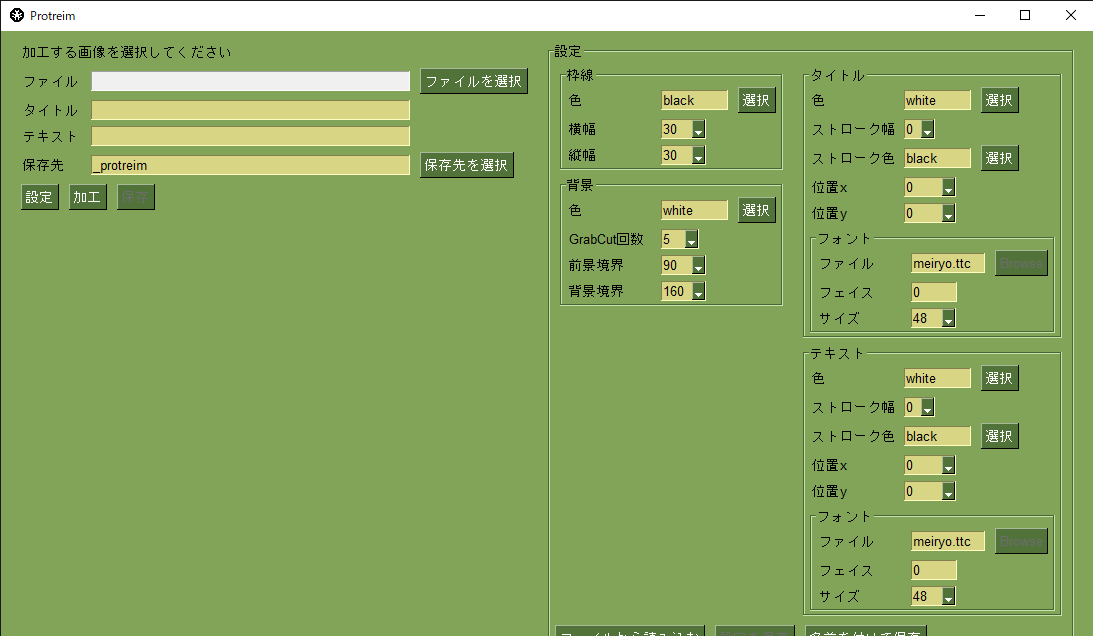 Protreim
加工する画像を選択してください
ファイル ファイルを選択
タイトル
テキスト
保存先 _protreim 保存先を選択
設定 加工 保存
設定
枠線
色 black 選択
横幅 30
縦幅 30
背景
色 white 選択
GrabCut回数 5
前景境界 90
背景境界 160
タイトル
色 white 選択
ストローク幅 0
ストローク色 black 選択
位置x 0
位置y 0
フォント
ファイル meiryo.ttc Browse
フェイス 0
サイズ 48
テキスト
色 white 選択
ストローク幅 0
ストローク色 black 選択
位置x 0
位置y 0
フォント
ファイル meiryo.ttc Browse
フェイス 0
サイズ 48
ファイルから読み込む 名前を付けて保存